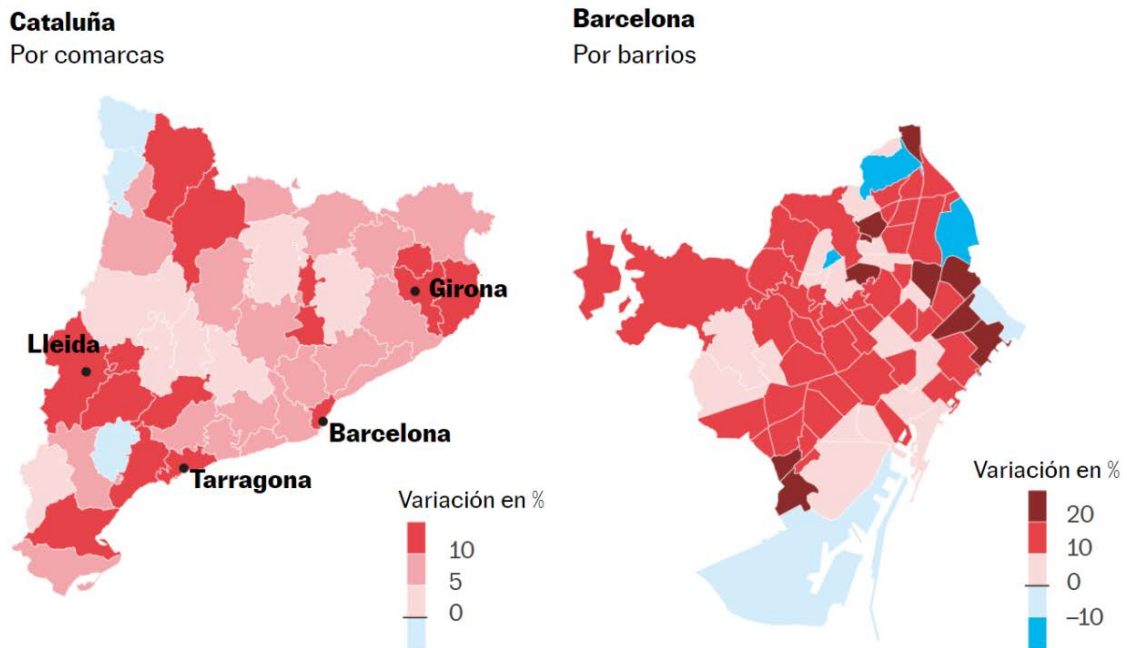 Cataluña
Por comarcas
Girona
Lleida
Barcelona
Tarragona
Variación en %
10
5
0
Barcelona
Por barrios
Variación en %
20
10
0
–10